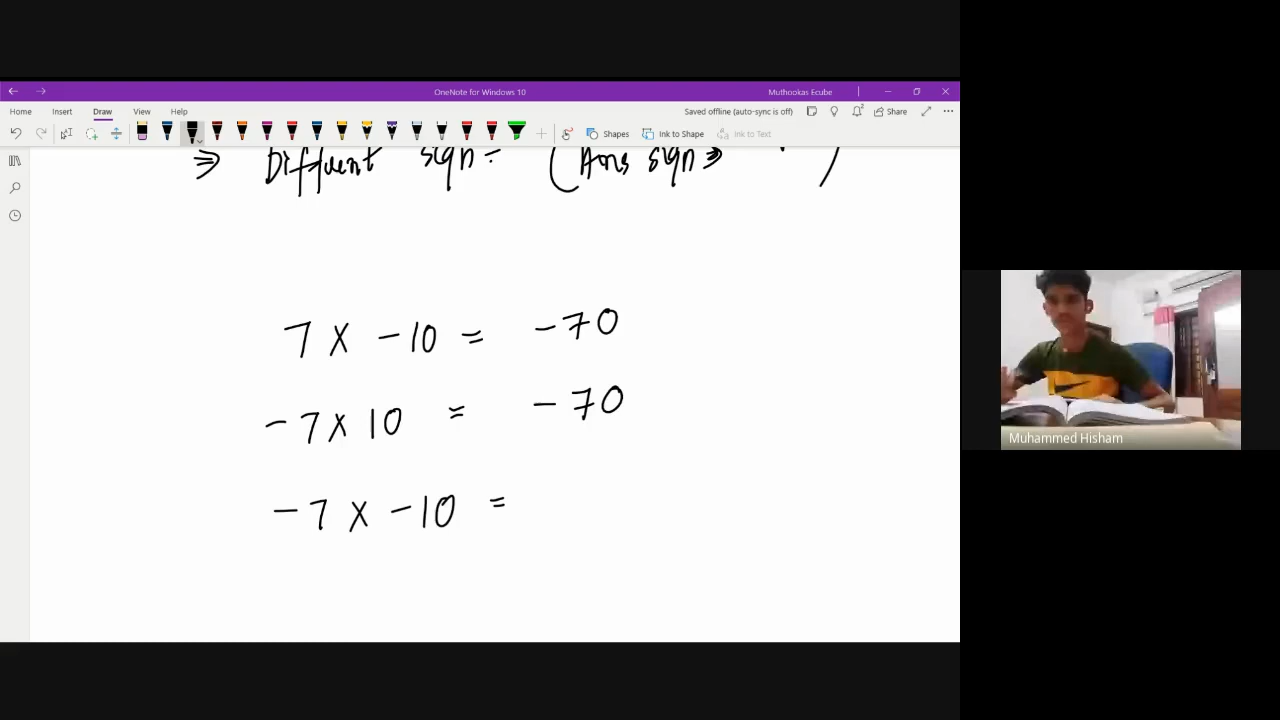 OneNote for Windows 10
Muthookas Ecube
Home Insert Draw View Help
Saved offline (auto-sync is off)
Share
Shapes
Ink to Shape
Ink to Text
⇒ Diffluent sign:- (Ans sign ⇒ )
7 x -10 = -70
-7 x 10 = -70
-7 x -10 =
Muhammed Hisham